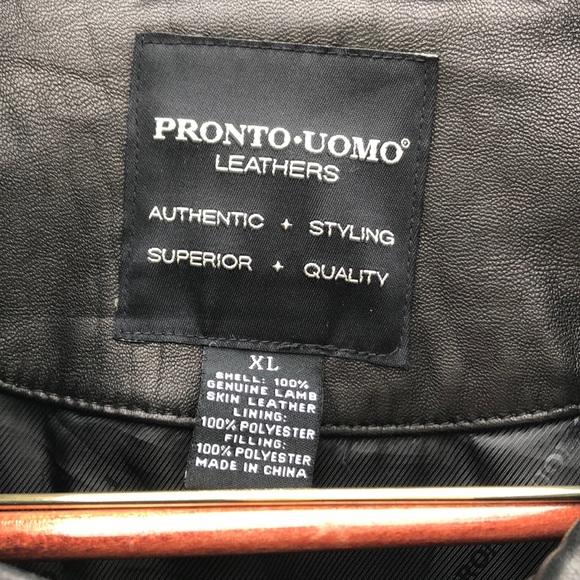 PRONTO·UOMO®
LEATHERS
AUTHENTIC + STYLING
SUPERIOR + QUALITY
XL
SHELL: 100%
GENUINE LAMB
SKIN LEATHER
LINING:
100% POLYESTER
FILLING:
100% POLYESTER
MADE IN CHINA